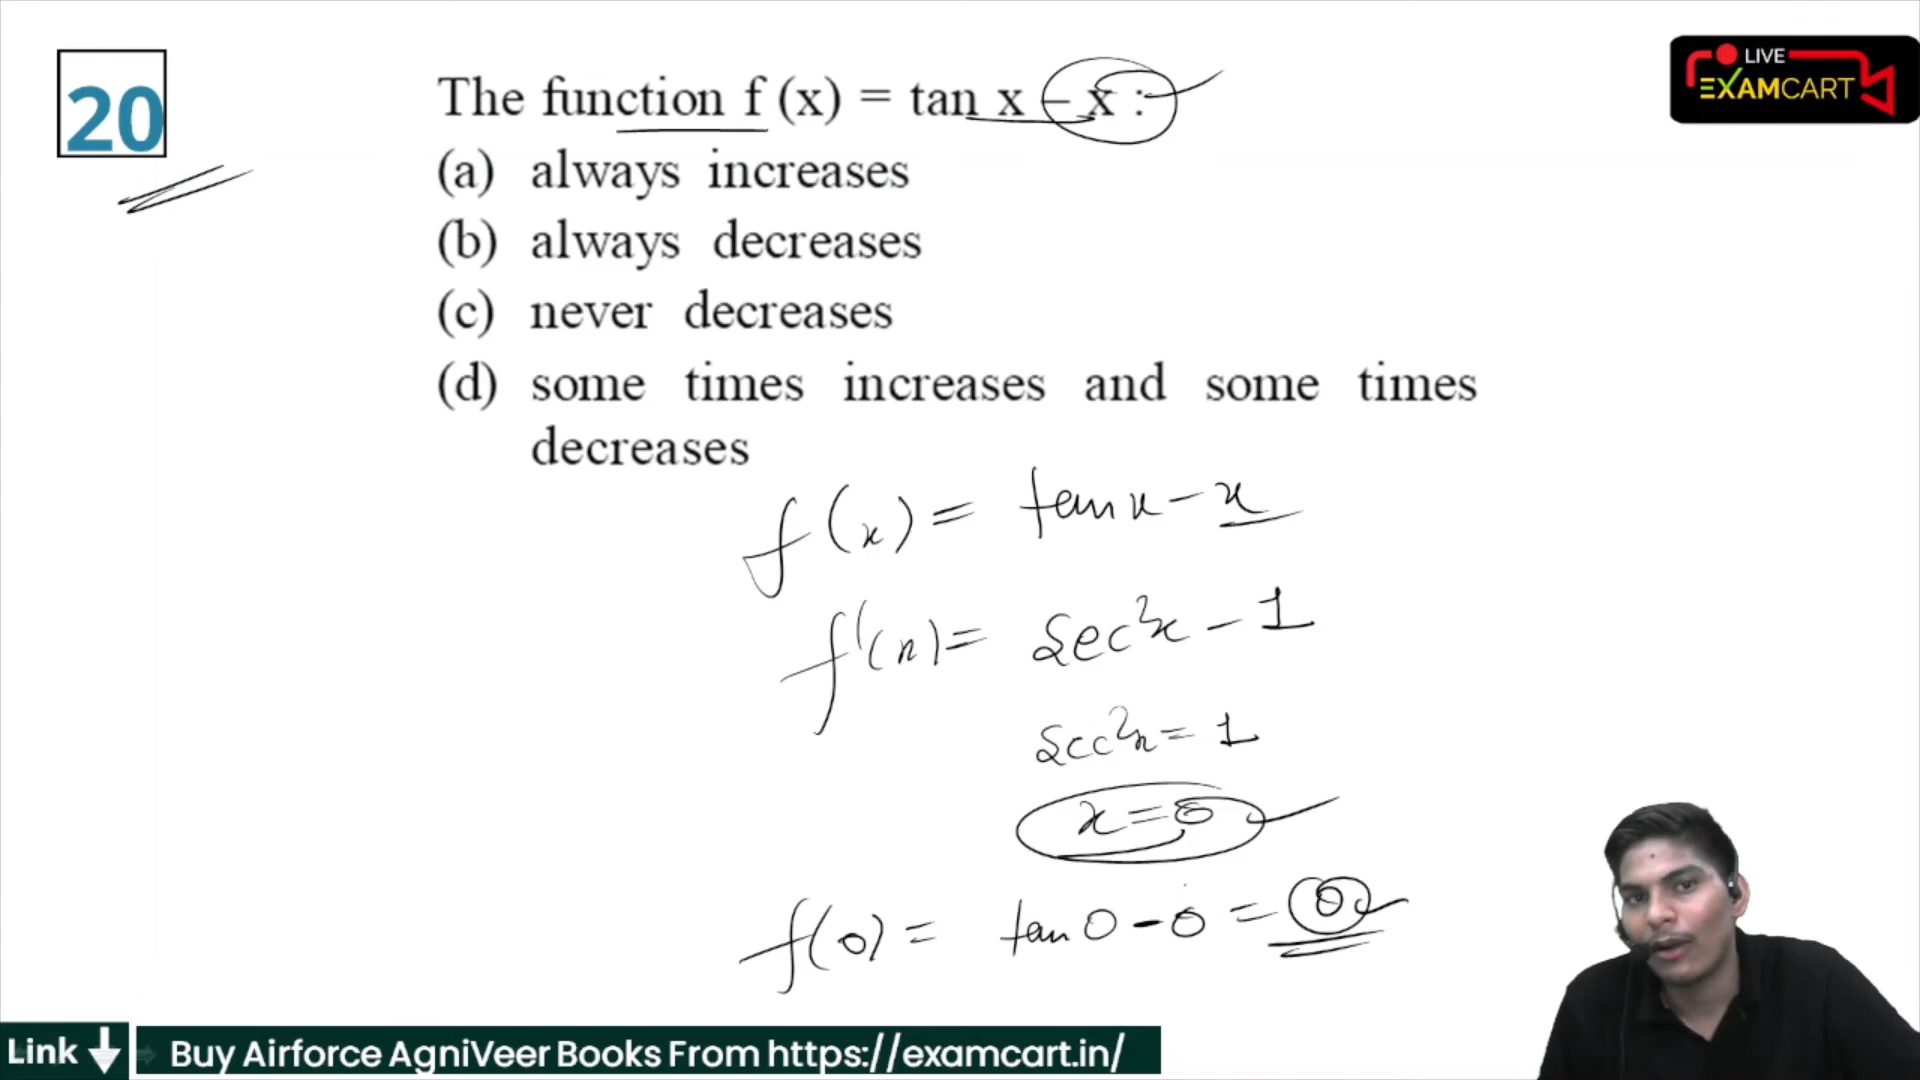 20
LIVE
EXAMCART
The function f (x) = tan x – x :
(a) always increases
(b) always decreases
(c) never decreases
(d) some times increases and some times
decreases
f(x) = tan x - x
f'(x) = sec²x - 1
sec²x = 1
x = 0
f(0) = tan 0 - 0 = 0
Link
Buy Airforce AgniVeer Books From https://examcart.in/